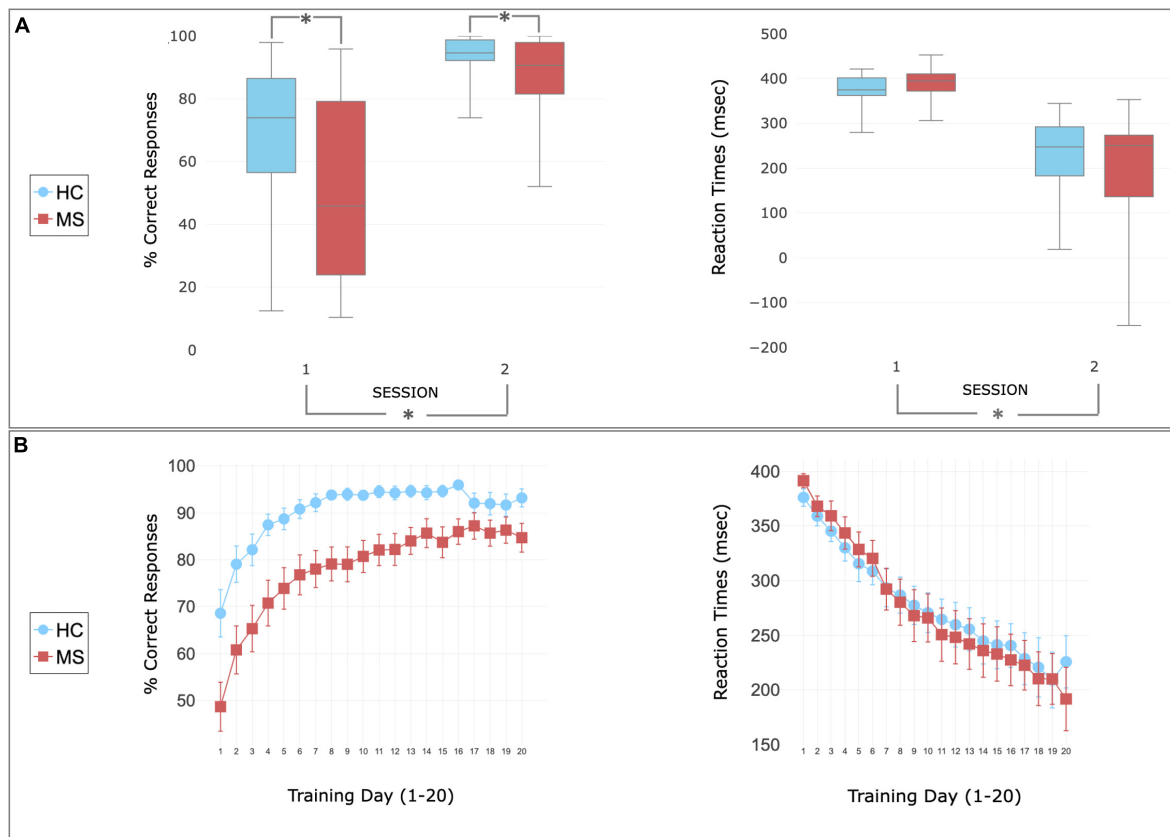 A
% Correct Responses
.100
80
60
40
20
0
*
*
1
2
SESSION
*
HC
MS
Reaction Times (msec)
500
400
300
200
100
0
−100
−200
1
2
SESSION
*
B
% Correct Responses
100
90
80
70
60
50
1 2 3 4 5 6 7 8 9 10 11 12 13 14 15 16 17 18 19 20
Training Day (1-20)
HC
MS
Reaction Times (msec)
400
350
300
250
200
150
1 2 3 4 5 6 7 8 9 10 11 12 13 14 15 16 17 18 19 20
Training Day (1-20)